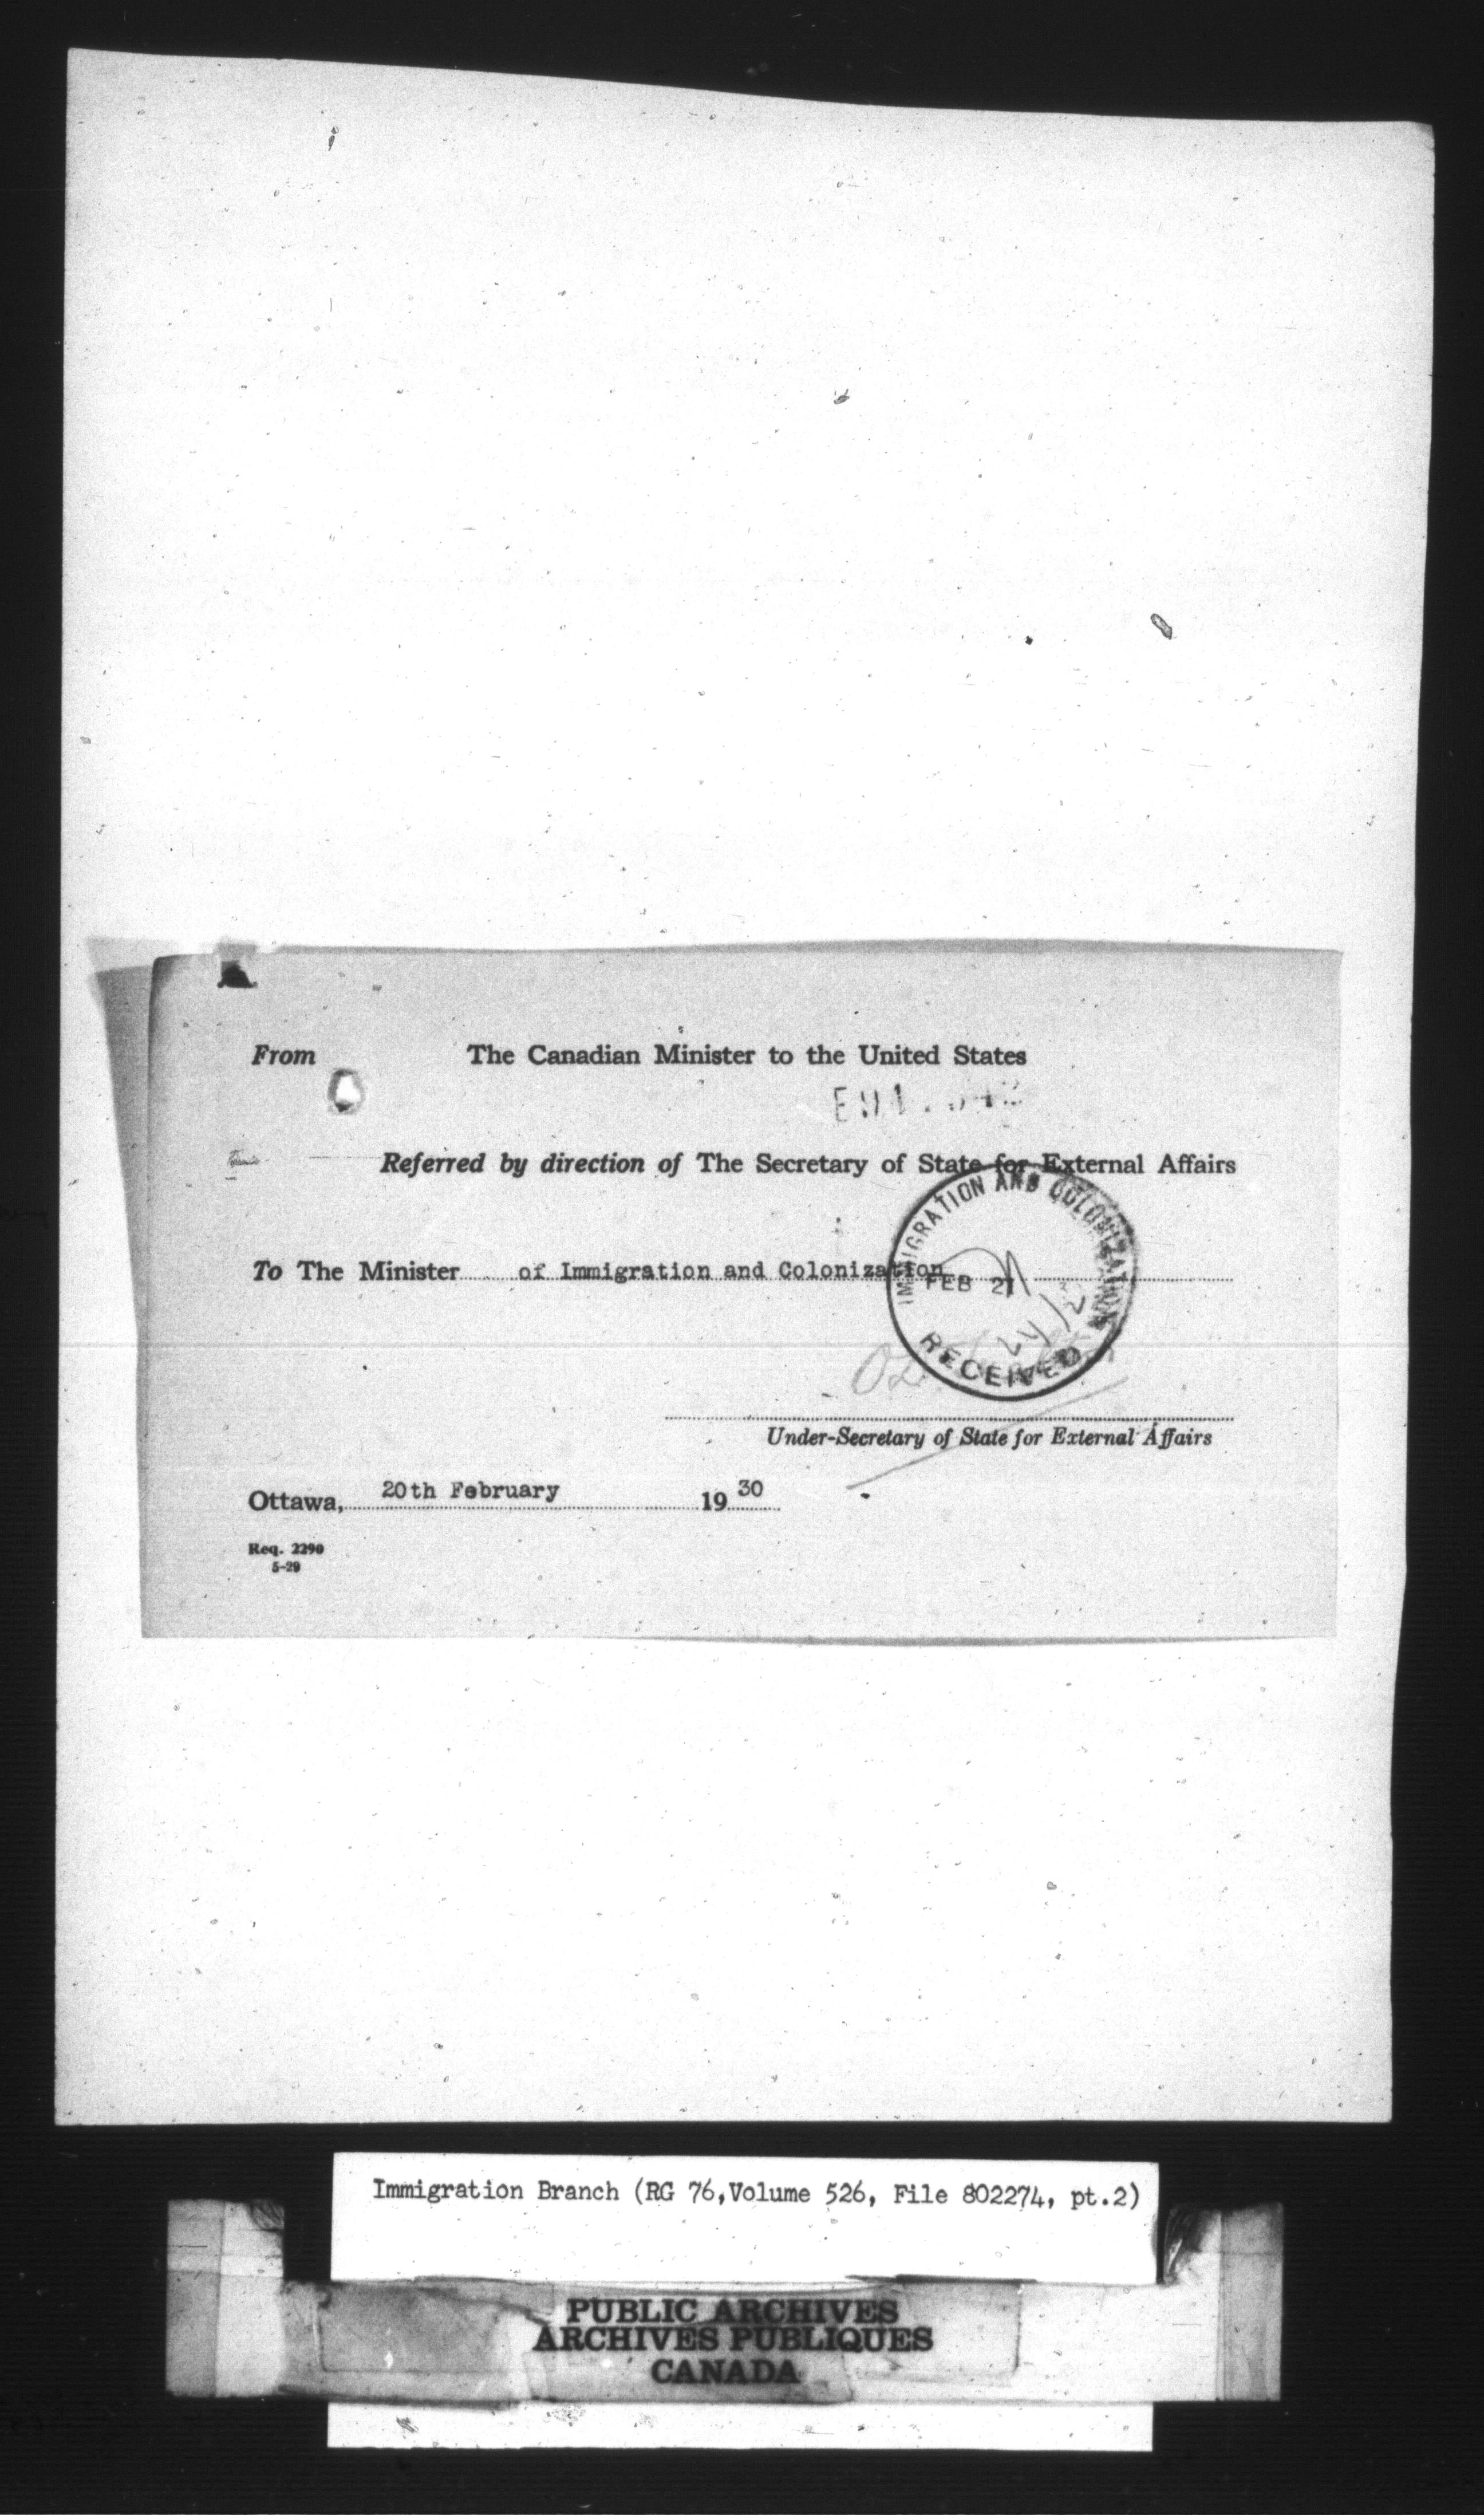 From The Canadian Minister to the United States
Referred by direction of The Secretary of State for External Affairs
To The Minister of Immigration and Colonization
IMMIGRATION AND COLONIZATION
FEB 21
24/2
RECEIVED
Under-Secretary of State for External Affairs
Ottawa, 20th February 1930
Req. 2290
5-29
Immigration Branch (RG 76, Volume 526, File 802274, pt.2)
PUBLIC ARCHIVES
ARCHIVES PUBLIQUES
CANADA